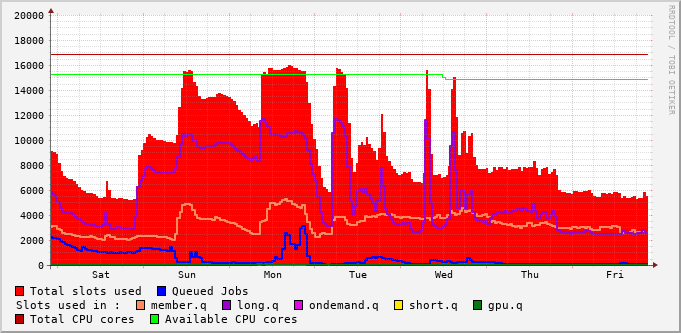 RRDTOOL / TOBI OETIKER
20000
18000
16000
14000
12000
10000
8000
6000
4000
2000
0
Sat Sun Mon Tue Wed Thu Fri
Total slots used Queued Jobs
Slots used in : member.q long.q ondemand.q short.q gpu.q
Total CPU cores Available CPU cores